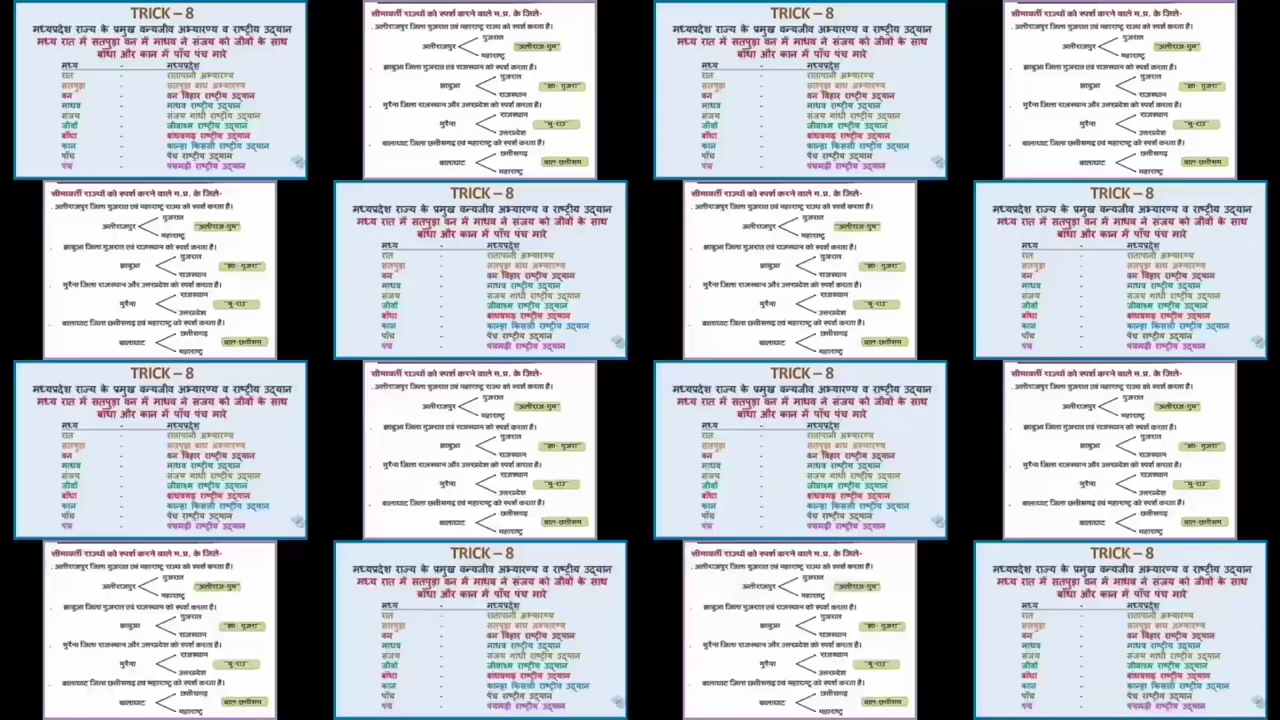 TRICK – 8
मध्यप्रदेश राज्य के प्रमुख वन्यजीव अभ्यारण्य व राष्ट्रीय उद्यान
मध्य रात में सतपुड़ा वन में माधव ने संजय को जीवों के साथ
बाँधा और कान में पाँच पंच मारे
मध्य - मध्यप्रदेश
रात - रातापानी अभ्यारण्य
सतपुड़ा - सतपुड़ा बाघ अभ्यारण्य
वन - वन विहार राष्ट्रीय उद्यान
माधव - माधव राष्ट्रीय उद्यान
संजय - संजय गांधी राष्ट्रीय उद्यान
जीवों - जीवाश्म राष्ट्रीय उद्यान
बाँधा - बांधवगढ़ राष्ट्रीय उद्यान
कान - कान्हा किसली राष्ट्रीय उद्यान
पाँच - पेंच राष्ट्रीय उद्यान
पंच - पंचमढ़ी राष्ट्रीय उद्यान
सीमावर्ती राज्यों को स्पर्श करने वाले म.प्र. के जिले-
. अलीराजपुर जिला गुजरात एवं महाराष्ट्र राज्य को स्पर्श करता है।
गुजरात
अलीराजपुर "अलीराज-गुम"
महाराष्ट्र
झाबुआ जिला गुजरात एवं राजस्थान को स्पर्श करता है।
गुजरात
झाबुआ "झा- गुजरा"
राजस्थान
मुरैना जिला राजस्थान और उत्तरप्रदेश को स्पर्श करता है।
राजस्थान
मुरैना "मु-राउ"
उत्तरप्रदेश
बालाघाट जिला छत्तीसगढ़ एवं महाराष्ट्र को स्पर्श करता है।
छत्तीसगढ़
बालाघाट बाल-छत्तीसम
महाराष्ट्र